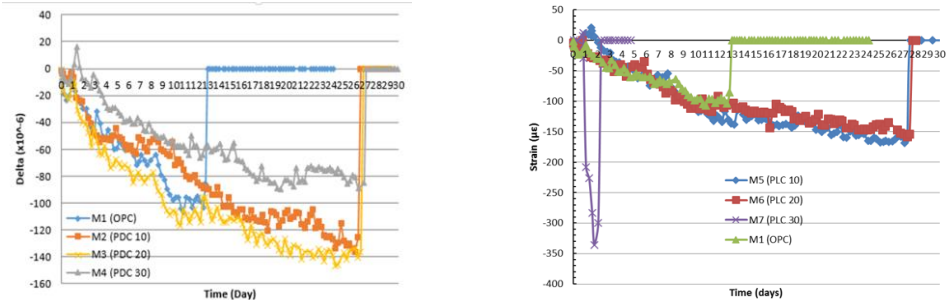 40
20
0
-20
-40
-60
-80
-100
-120
-140
-160
Delta (x10^-6)
0 1 2 3 4 5 6 7 8 9 10 11 12 13 14 15 16 17 18 19 20 21 22 23 24 25 26 27 28 29 30
M1 (OPC)
M2 (PDC 10)
M3 (PDC 20)
M4 (PDC 30)
Time (Day)
50
0
-50
-100
-150
-200
-250
-300
-350
-400
Strain (µε)
0 1 2 3 4 5 6 7 8 9 10 11 12 13 14 15 16 17 18 19 20 21 22 23 24 25 26 27 28 29 30
M5 (PLC 10)
M6 (PLC 20)
M7 (PLC 30)
M1 (OPC)
Time (days)